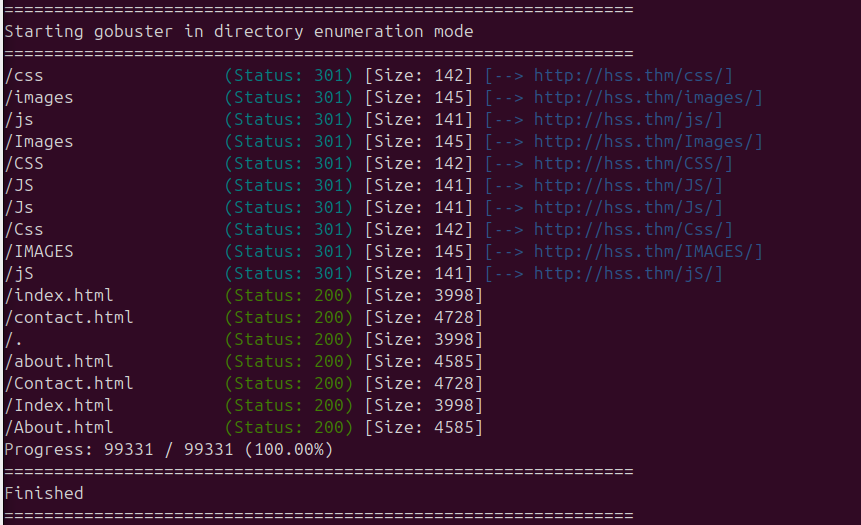 ===============================================================
Starting gobuster in directory enumeration mode
===============================================================
/css                  (Status: 301) [Size: 142] [--> http://hss.thm/css/]
/images               (Status: 301) [Size: 145] [--> http://hss.thm/images/]
/js                   (Status: 301) [Size: 141] [--> http://hss.thm/js/]
/Images               (Status: 301) [Size: 145] [--> http://hss.thm/Images/]
/CSS                  (Status: 301) [Size: 142] [--> http://hss.thm/CSS/]
/JS                   (Status: 301) [Size: 141] [--> http://hss.thm/JS/]
/Js                   (Status: 301) [Size: 141] [--> http://hss.thm/Js/]
/Css                  (Status: 301) [Size: 142] [--> http://hss.thm/Css/]
/IMAGES               (Status: 301) [Size: 145] [--> http://hss.thm/IMAGES/]
/jS                   (Status: 301) [Size: 141] [--> http://hss.thm/jS/]
/index.html           (Status: 200) [Size: 3998]
/contact.html         (Status: 200) [Size: 4728]
/.                    (Status: 200) [Size: 3998]
/about.html           (Status: 200) [Size: 4585]
/Contact.html         (Status: 200) [Size: 4728]
/Index.html           (Status: 200) [Size: 3998]
/About.html           (Status: 200) [Size: 4585]
Progress: 99331 / 99331 (100.00%)
===============================================================
Finished
===============================================================